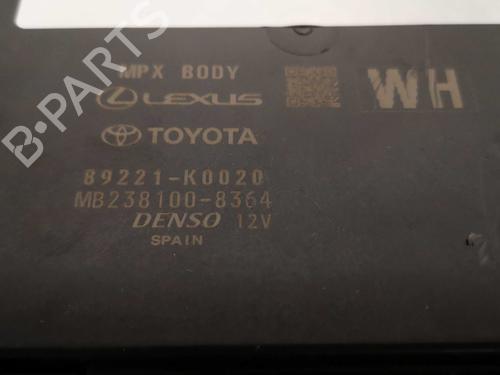 MPX BODY
LEXUS
WH
TOYOTA
89221-K0020
MB238100-8364
DENSO 12V
SPAIN
B-PARTS